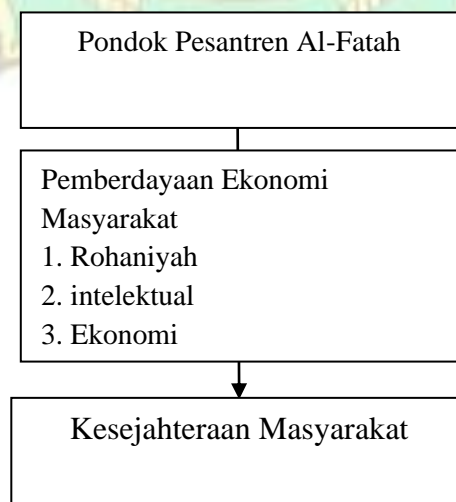 Pondok Pesantren Al-Fatah
Pemberdayaan Ekonomi
Masyarakat
1. Rohaniyah
2. intelektual
3. Ekonomi
Kesejahteraan Masyarakat